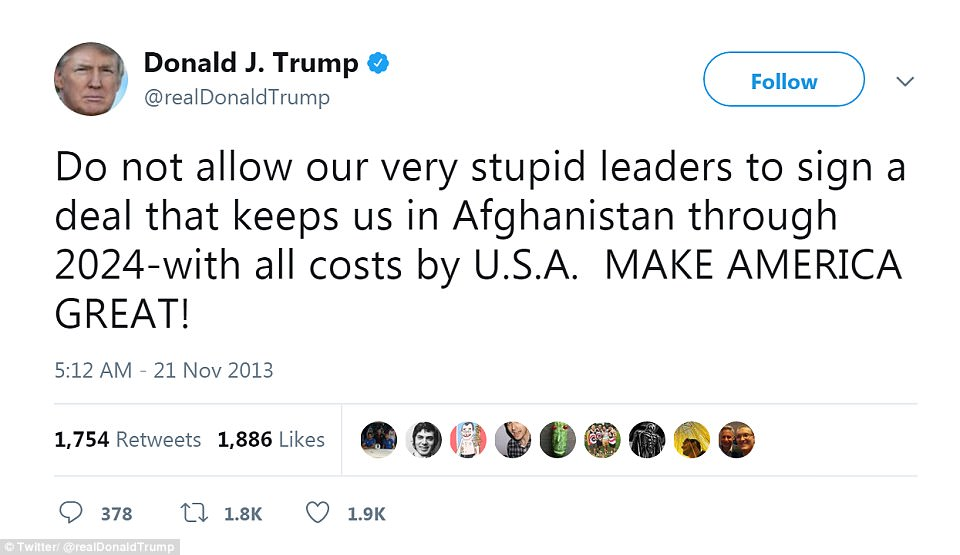 Donald J. Trump
@realDonaldTrump
Follow
Do not allow our very stupid leaders to sign a
deal that keeps us in Afghanistan through
2024-with all costs by U.S.A.  MAKE AMERICA
GREAT!
5:12 AM - 21 Nov 2013
1,754 Retweets 1,886 Likes
378 1.8K 1.9K
© Twitter/ @realDonaldTrump